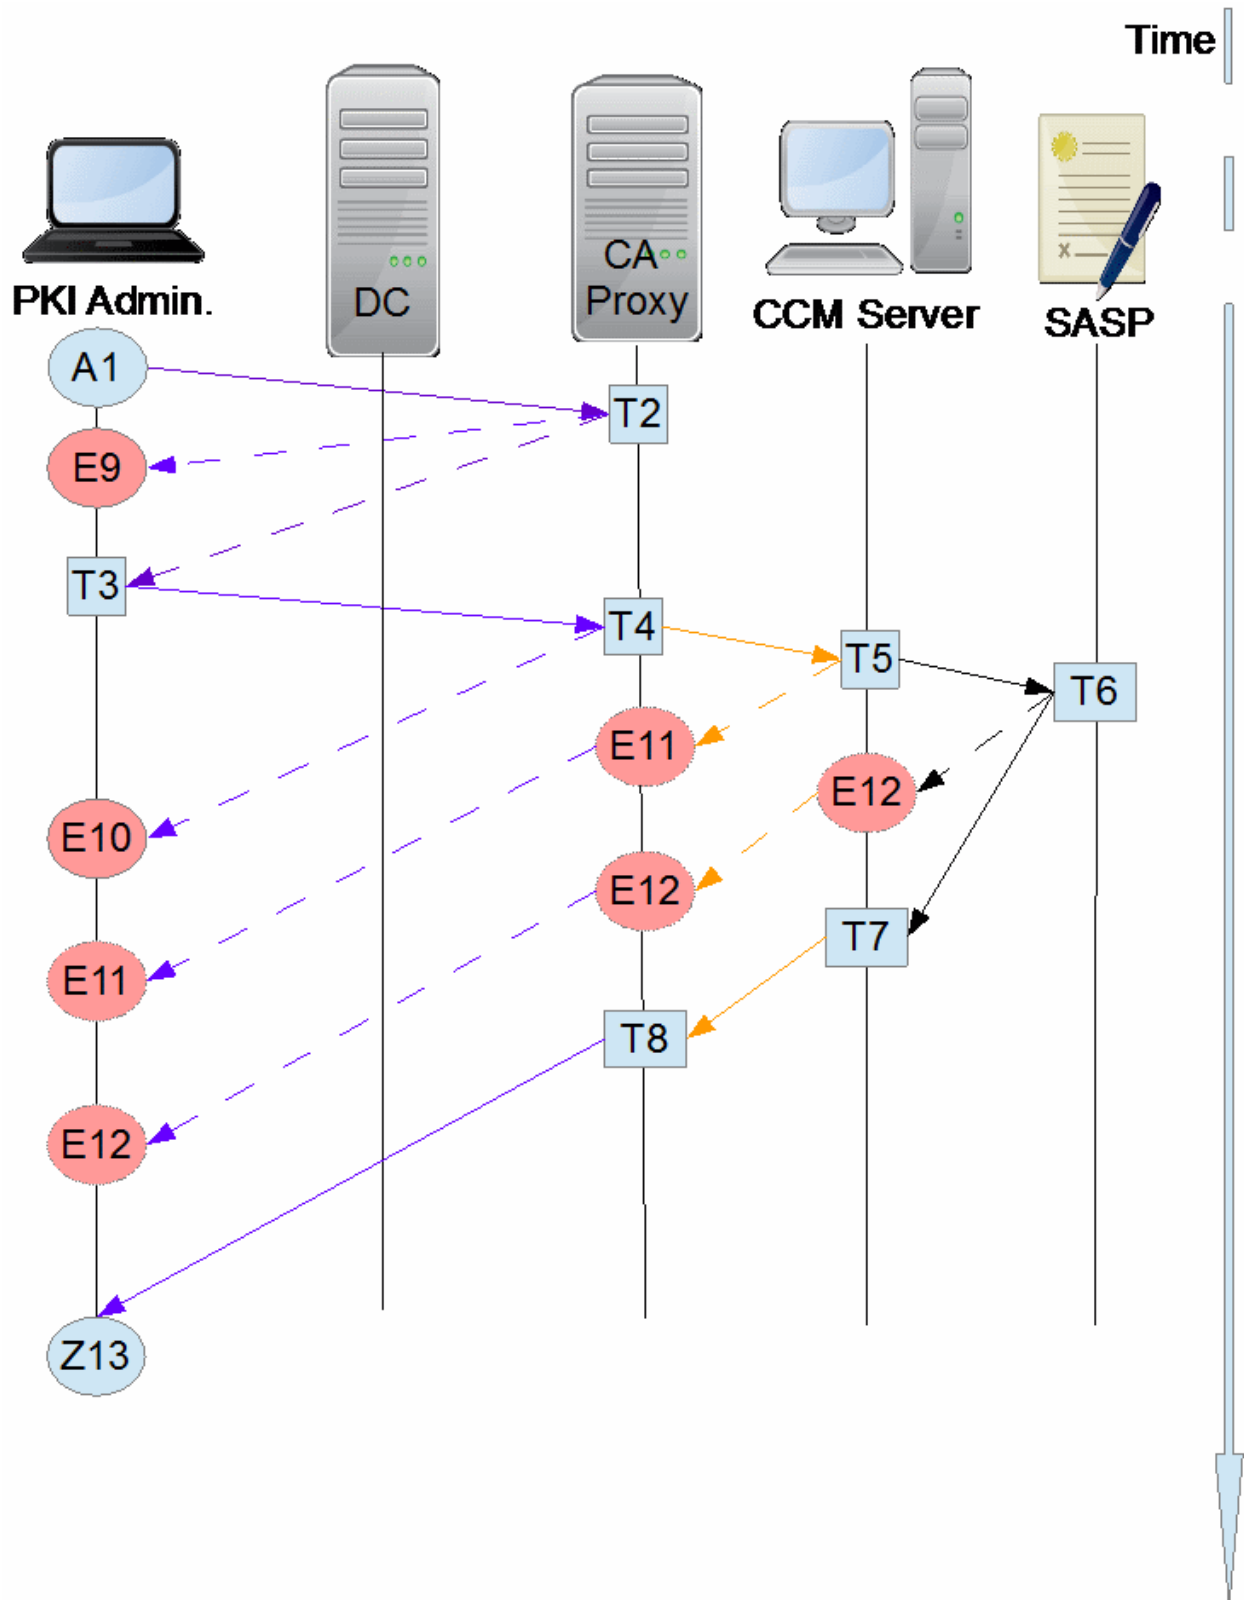 Time
PKI Admin.
DC
CA
Proxy
CCM Server
SASP
A1
T2
E9
T3
T4
T5
T6
E11
E12
E10
E12
T7
E11
T8
E12
Z13
x